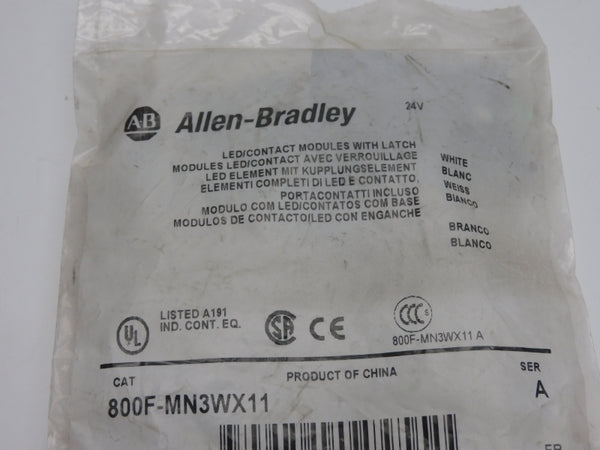 A-B Allen-Bradley 24V
LED/CONTACT MODULES WITH LATCH WHITE
MODULES LED/CONTACT AVEC VERROUILLAGE BLANC
LED ELEMENT MIT KUPPLUNGSELEMENT WEISS
ELEMENTI COMPLETI DI LED E CONTATTO, BIANCO
PORTACONTATTI INCLUSO
MODULO COM LED/CONTATOS COM BASE BRANCO
MODULOS DE CONTACTO/LED CON ENGANCHE BLANCO
UL LISTED A191
IND. CONT. EQ.
SA CE CCC S
800F-MN3WX11 A
CAT PRODUCT OF CHINA SER
800F-MN3WX11 A